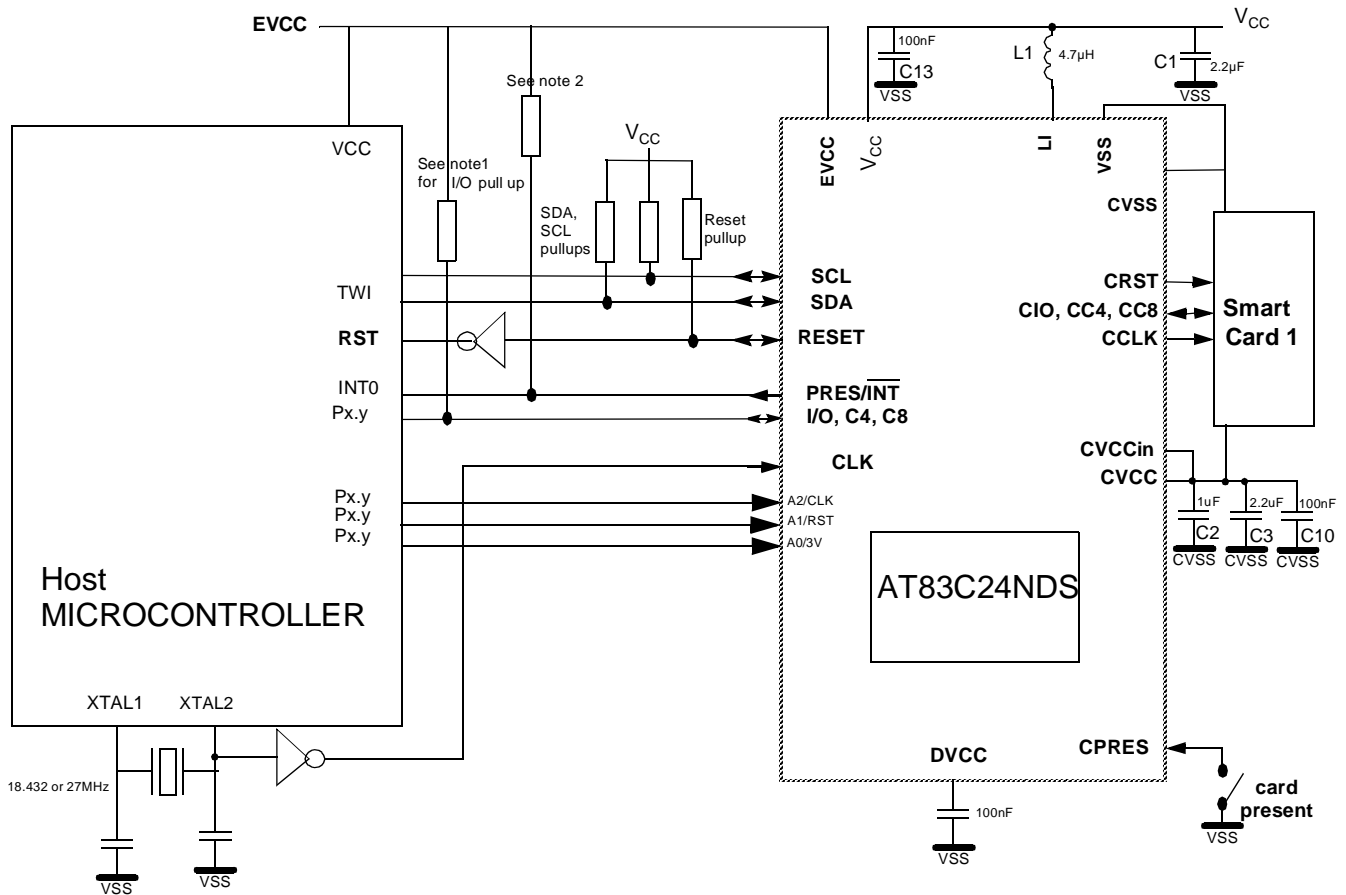 EVCC
V_CC
100nF
C13
VSS
L1
4.7µH
C1
2.2µF
VSS
See note 2
VCC
See note1
for I/O pull up
V_CC
SDA,
SCL
pullups
Reset
pullup
EVCC
V_CC
LI
VSS
CVSS
TWI
RST
INT0
Px.y
SCL
SDA
RESET
PRES/INT
I/O, C4, C8
CLK
CRST
CIO, CC4, CC8
CCLK
Smart
Card 1
CVCCin
CVCC
Px.y
Px.y
Px.y
A2/CLK
A1/RST
A0/3V
1uF
C2
CVSS
2.2uF
C3
CVSS
100nF
C10
CVSS
Host
MICROCONTROLLER
AT83C24NDS
XTAL1
XTAL2
18.432 or 27MHz
VSS
VSS
DVCC
100nF
VSS
CPRES
card
present
VSS